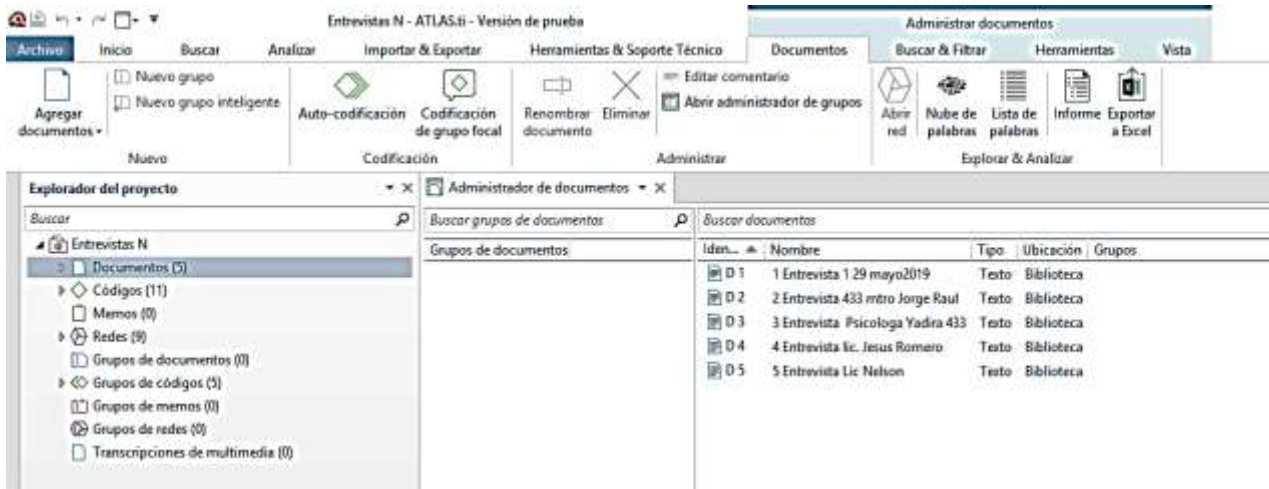 Entrevistas N - ATLAS.ti - Versión de prueba
Administrar documentos
Archivo Inicio Buscar Analizar Importar & Exportar Herramientas & Soporte Técnico Documentos Buscar & Filtrar Herramientas Vista
Agregar documentos
Nuevo grupo
Nuevo grupo inteligente
Nuevo
Auto-codificación
Codificación de grupo focal
Codificación
Renombrar documento
Eliminar
Editar comentario
Abrir administrador de grupos
Administrar
Abrir red
Nube de palabras
Lista de palabras
Informe
Exportar a Excel
Explorar & Analizar
Explorador del proyecto
Buscar
Entrevistas N
Documentos (5)
Códigos (11)
Memos (0)
Redes (9)
Grupos de documentos (0)
Grupos de códigos (5)
Grupos de memos (0)
Grupos de redes (0)
Transcripciones de multimedia (0)
Administrador de documentos
Buscar grupos de documentos
Grupos de documentos
Buscar documentos
Iden... Nombre Tipo Ubicación Grupos
D 1 1 Entrevista 1 29 mayo2019 Texto Biblioteca
D 2 2 Entrevista 433 mtro Jorge Raul Texto Biblioteca
D 3 3 Entrevista Psicologa Yadira 433 Texto Biblioteca
D 4 4 Entrevista lic. Jesus Romero Texto Biblioteca
D 5 5 Entrevista Lic Nelson Texto Biblioteca